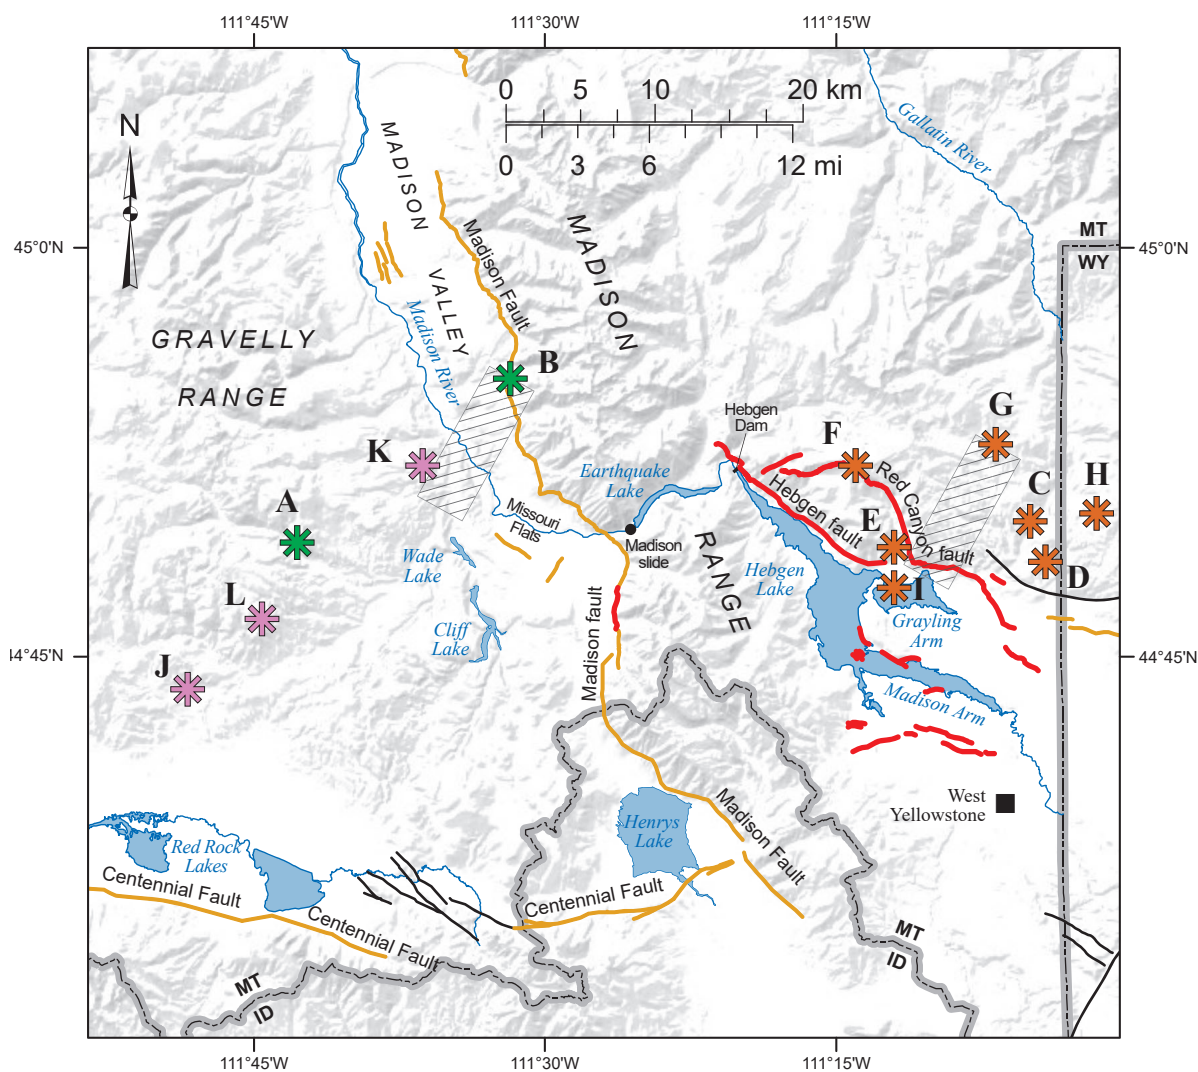 111°45'W
111°30'W
111°15'W
N
0 5 10 20 km
0 3 6 12 mi
Gallatin River
MADISON
VALLEY
MADISON
RANGE
Madison Fault
45°0'N
45°0'N
MT
WY
Madison River
GRAVELLY
RANGE
B
Hebgen
Dam
G
F
K
Earthquake
Lake
Red Canyon fault
Hebgen fault
C
H
A
E
Missouri
Flats
Madison
slide
Wade
Lake
Hebgen
Lake
D
I
L
Madison fault
Grayling
Arm
Cliff
Lake
J
44°45'N
44°45'N
Madison Arm
West
Yellowstone
Henrys
Lake
Madison Fault
Red Rock
Lakes
Centennial Fault
Centennial Fault
Centennial Fault
MT
ID
MT
ID
111°45'W
111°30'W
111°15'W